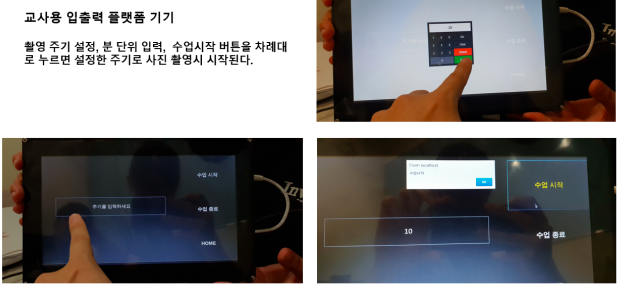 교사용 입출력 플랫폼 기기
촬영 주기 설정, 분 단위 입력, 수업시작 버튼을 차례대
로 누르면 설정한 주기로 사진 촬영시 시작된다.
10
수업 시작
주기를 입력하세요
수업 종료
HOME
수업 시작
10
수업 종료